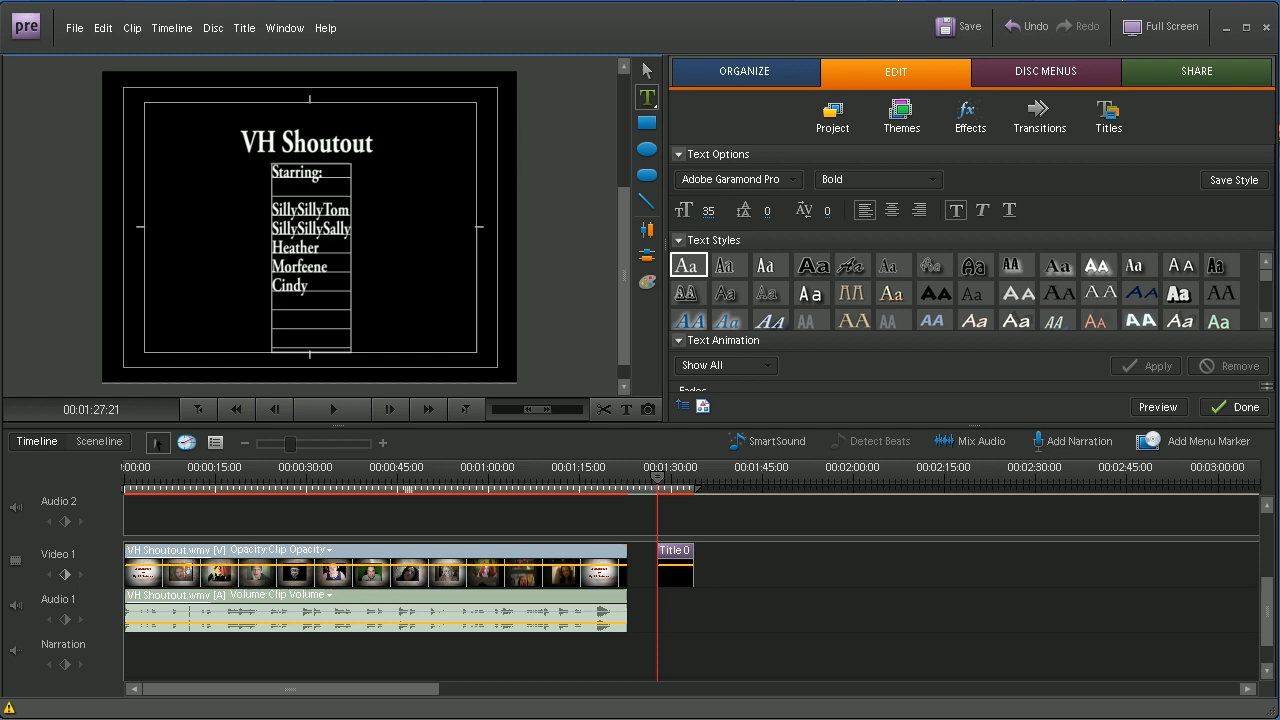 pre File Edit Clip Timeline Disc Title Window Help Save Undo Redo Full Screen
VH Shoutout
Starring:
SillySillyTom
SillySillySally
Heather
Morfeene
Cindy
00:01:27:21
ORGANIZE EDIT DISC MENUS SHARE
Project Themes Effects Transitions Titles
Text Options
Adobe Garamond Pro Bold Save Style
35 0 0
Text Styles
Text Animation
Show All Apply Remove
Preview Done
Timeline Sceneline SmartSound Detect Beats Mix Audio Add Narration Add Menu Marker
:00:00 00:00:15:00 00:00:30:00 00:00:45:00 00:01:00:00 00:01:15:00 00:01:30:00 00:01:45:00 00:02:00:00 00:02:15:00 00:02:30:00 00:02:45:00 00:03:00:00
Audio 2
Video 1 VH Shoutout.wmv [V] Opacity:Clip Opacity Title 0
Audio 1 VH Shoutout.wmv [A] Volume:Clip Volume
Narration